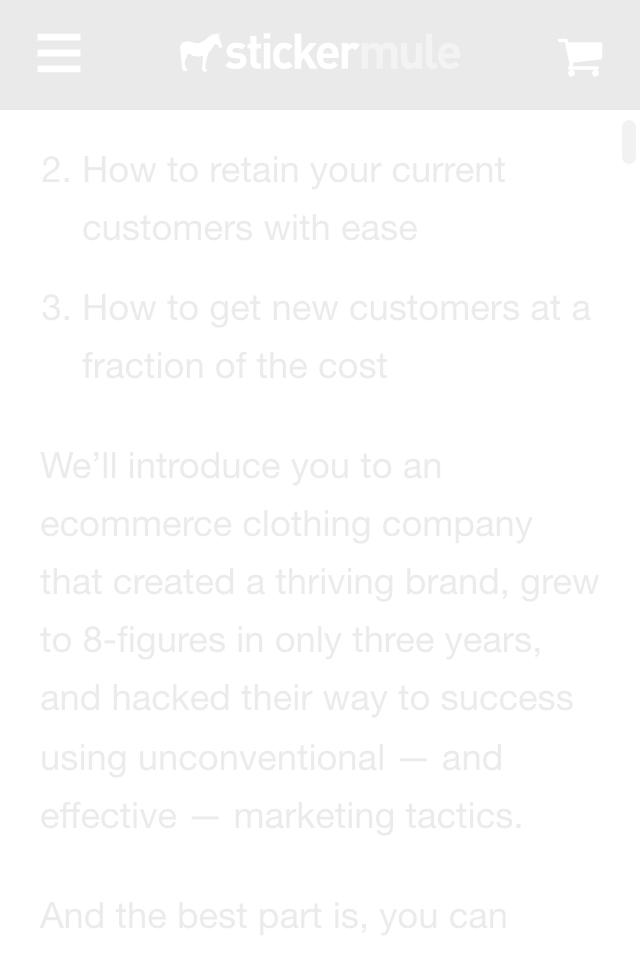 stickermule
2. How to retain your current
customers with ease
3. How to get new customers at a
fraction of the cost
We’ll introduce you to an
ecommerce clothing company
that created a thriving brand, grew
to 8-figures in only three years,
and hacked their way to success
using unconventional — and
effective — marketing tactics.
And the best part is, you can